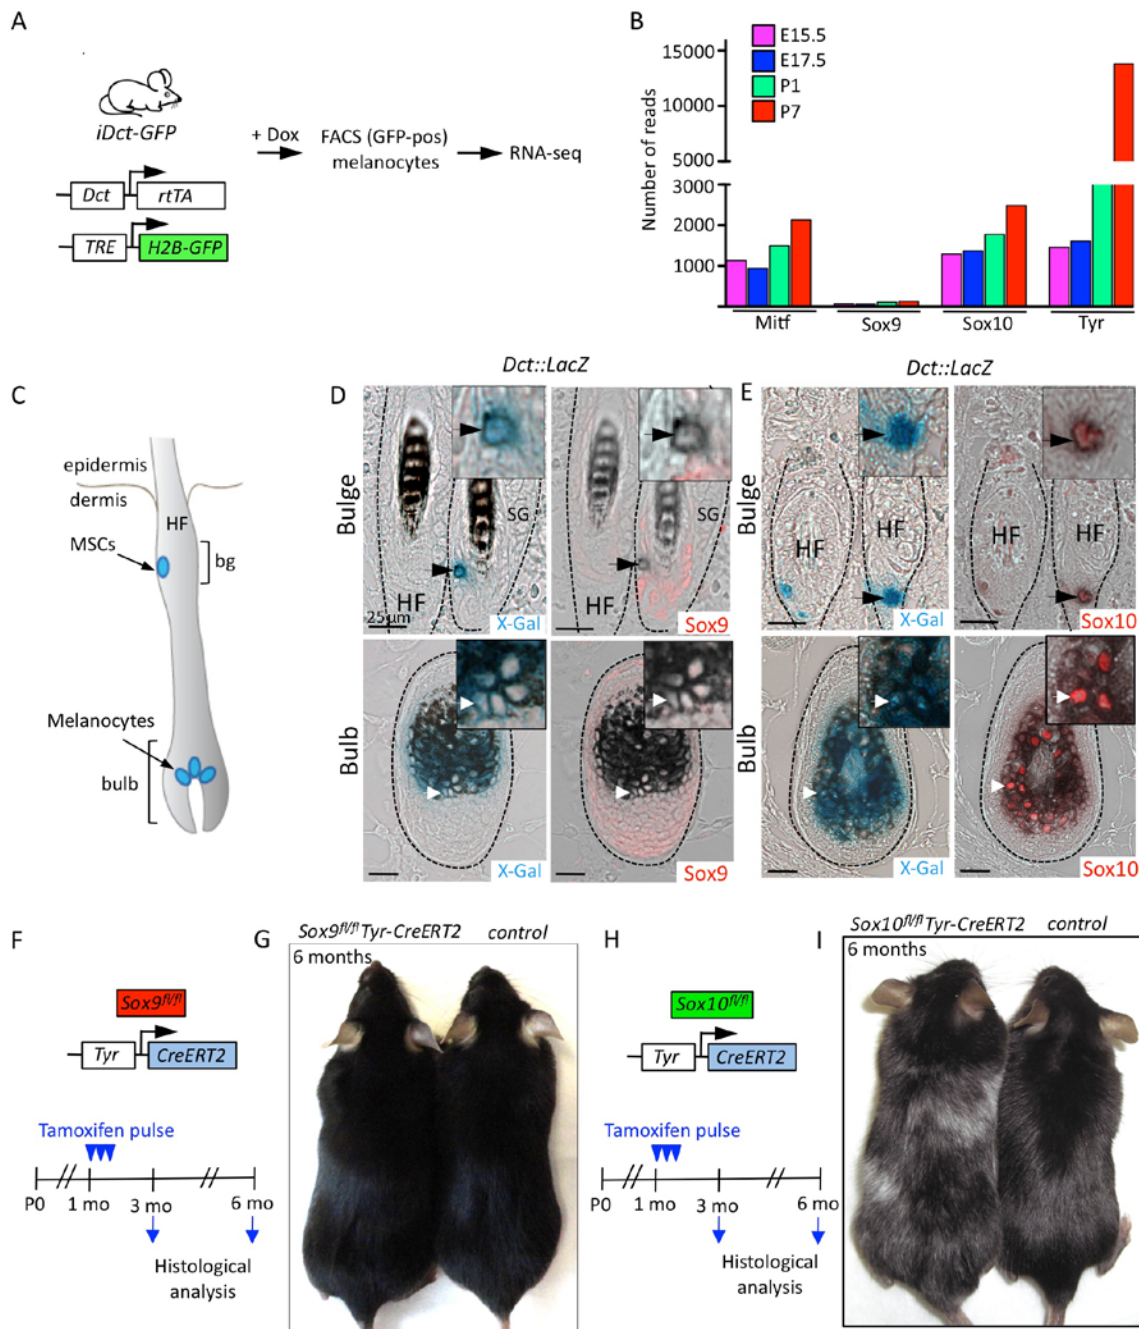 A
iDct-GFP
+ Dox
FACS (GFP-pos)
melanocytes
RNA-seq
Dct
rtTA
TRE
H2B-GFP
B
E15.5
E17.5
P1
P7
Number of reads
15000
10000
5000
3000
2000
1000
Mitf
Sox9
Sox10
Tyr
C
epidermis
dermis
HF
MSCs
bg
Melanocytes
bulb
D
Dct::LacZ
Bulge
HF
25µm
X-Gal
SG
HF
SG
Sox9
Bulb
X-Gal
Sox9
E
Dct::LacZ
Bulge
HF
HF
X-Gal
HF
HF
Sox10
Bulb
X-Gal
Sox10
F
Sox9fl/fl
Tyr
CreERT2
Tamoxifen pulse
P0
1 mo
3 mo
6 mo
Histological
analysis
G
Sox9fl/fl Tyr-CreERT2 control
6 months
H
Sox10fl/fl
Tyr
CreERT2
Tamoxifen pulse
P0
1 mo
3 mo
6 mo
Histological
analysis
I
Sox10fl/fl Tyr-CreERT2 control
6 months